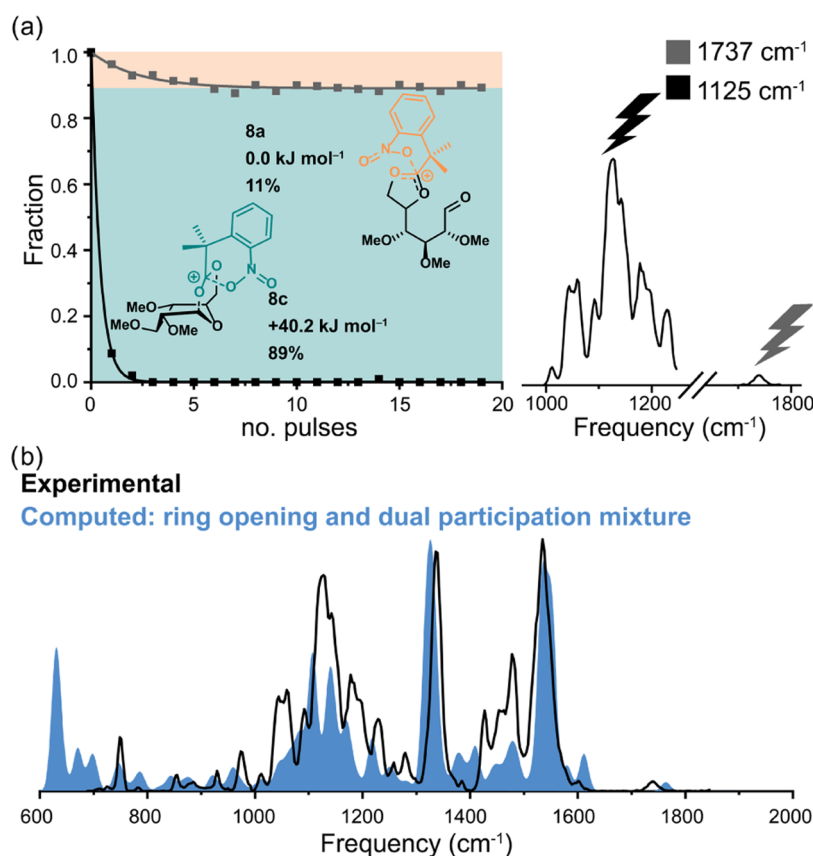 (a)
1.0
0.8
0.6
0.4
0.2
0.0
Fraction
0 5 10 15 20
no. pulses
8a
0.0 kJ mol⁻¹
11%
O N O
O O ⊕
O
MeO OMe
OMe
⊕ O O N O
O
MeO
MeO OMe O
8c
+40.2 kJ mol⁻¹
89%
1737 cm⁻¹
1125 cm⁻¹
1000 1200 1800
Frequency (cm⁻¹)
(b)
Experimental
Computed: ring opening and dual participation mixture
600 800 1000 1200 1400 1600 1800 2000
Frequency (cm⁻¹)